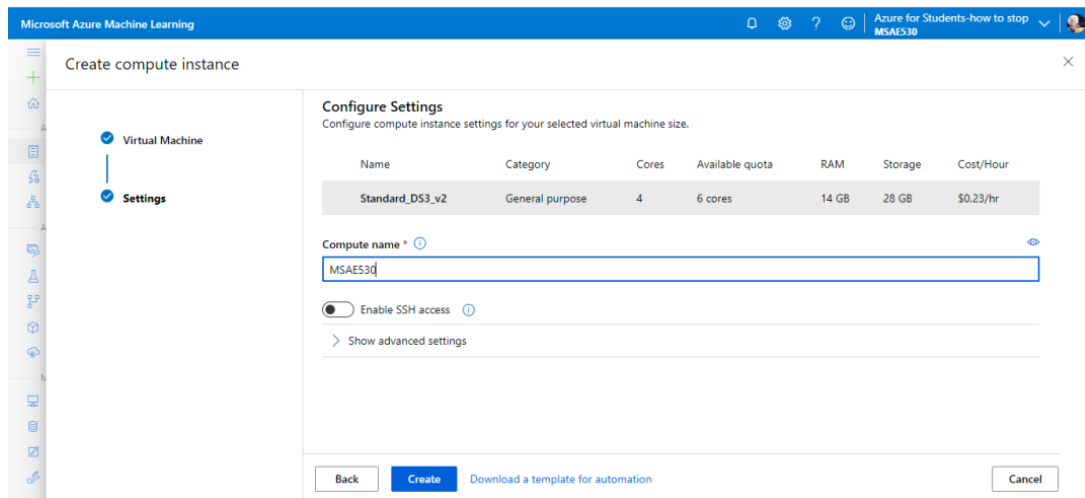 Microsoft Azure Machine Learning
Azure for Students-how to stop
MSAE530
Create compute instance
Virtual Machine
Settings
Configure Settings
Configure compute instance settings for your selected virtual machine size.
Name Category Cores Available quota RAM Storage Cost/Hour
Standard_DS3_v2 General purpose 4 6 cores 14 GB 28 GB $0.23/hr
Compute name *
MSAE530
Enable SSH access
Show advanced settings
Back Create Download a template for automation Cancel